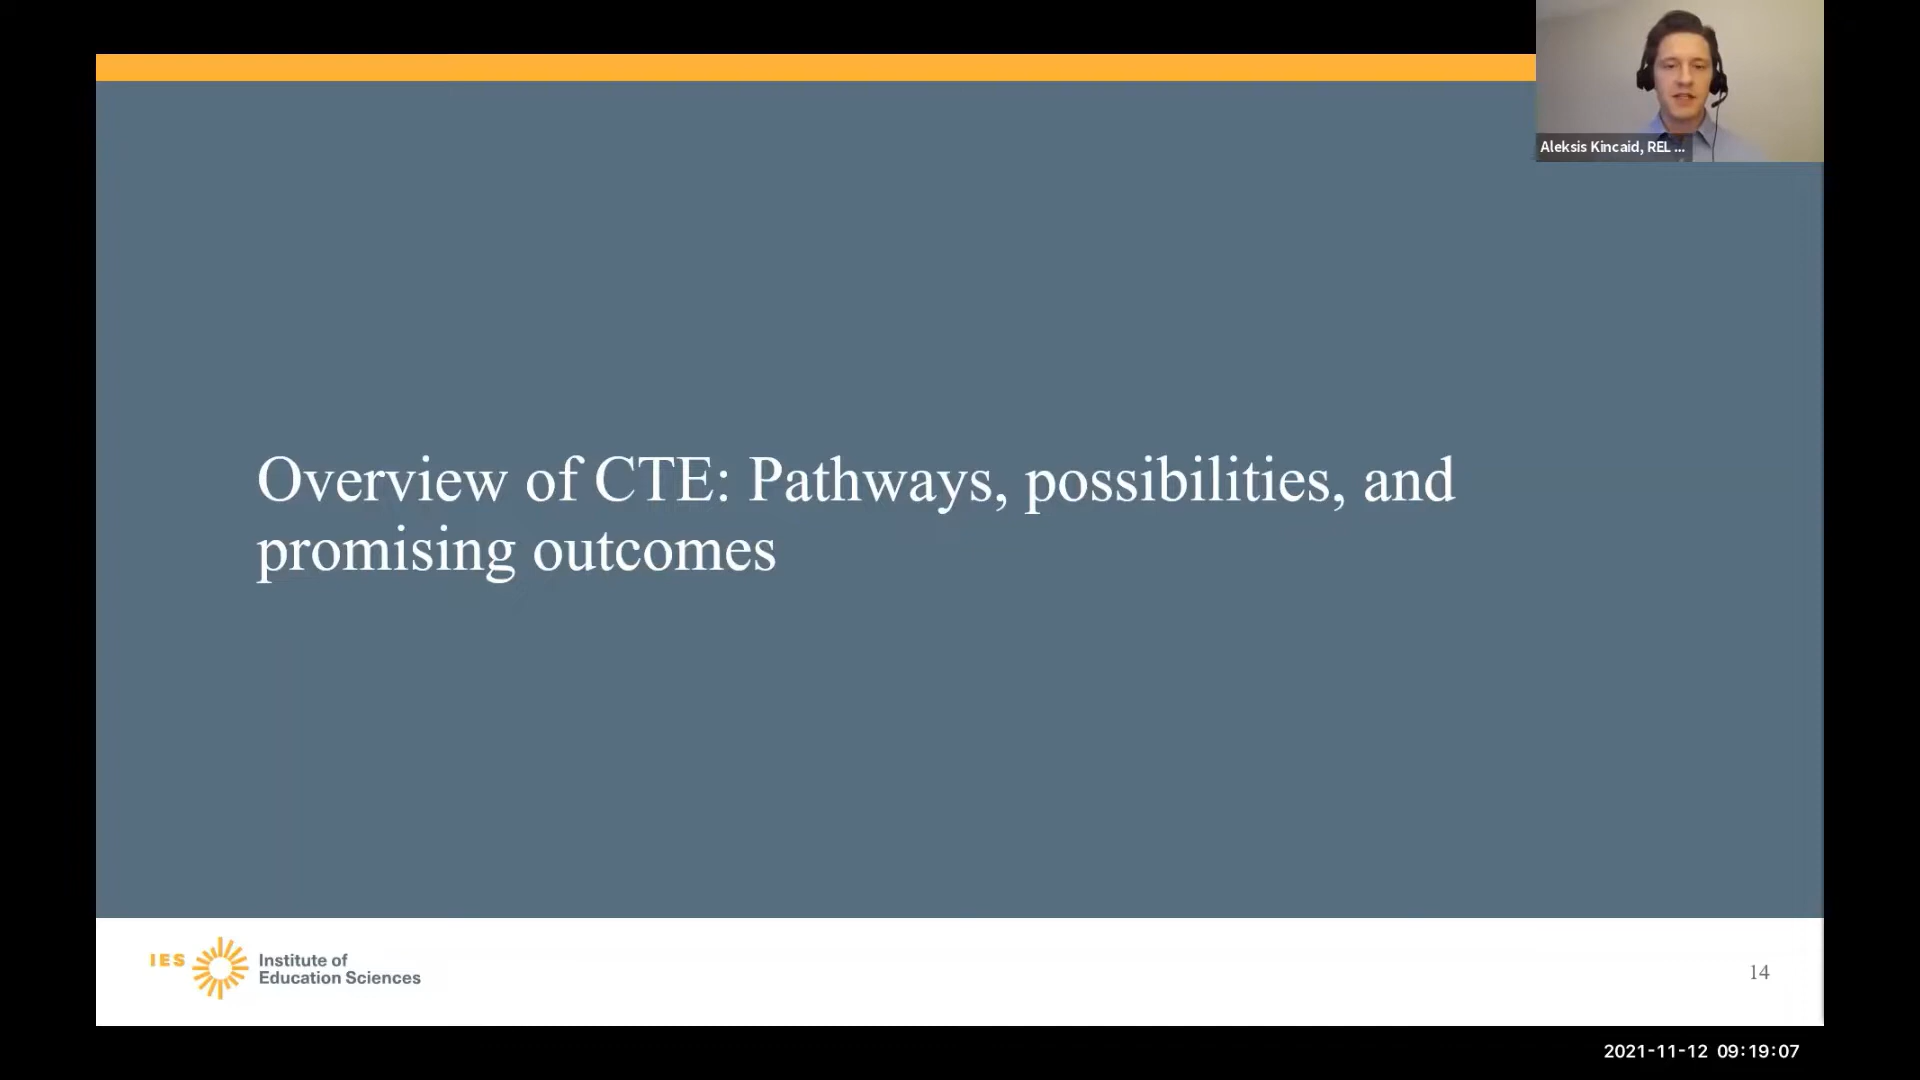 Aleksis Kincaid, REL ...
Overview of CTE: Pathways, possibilities, and
promising outcomes
IES
Institute of
Education Sciences
14
2021-11-12 09:19:07